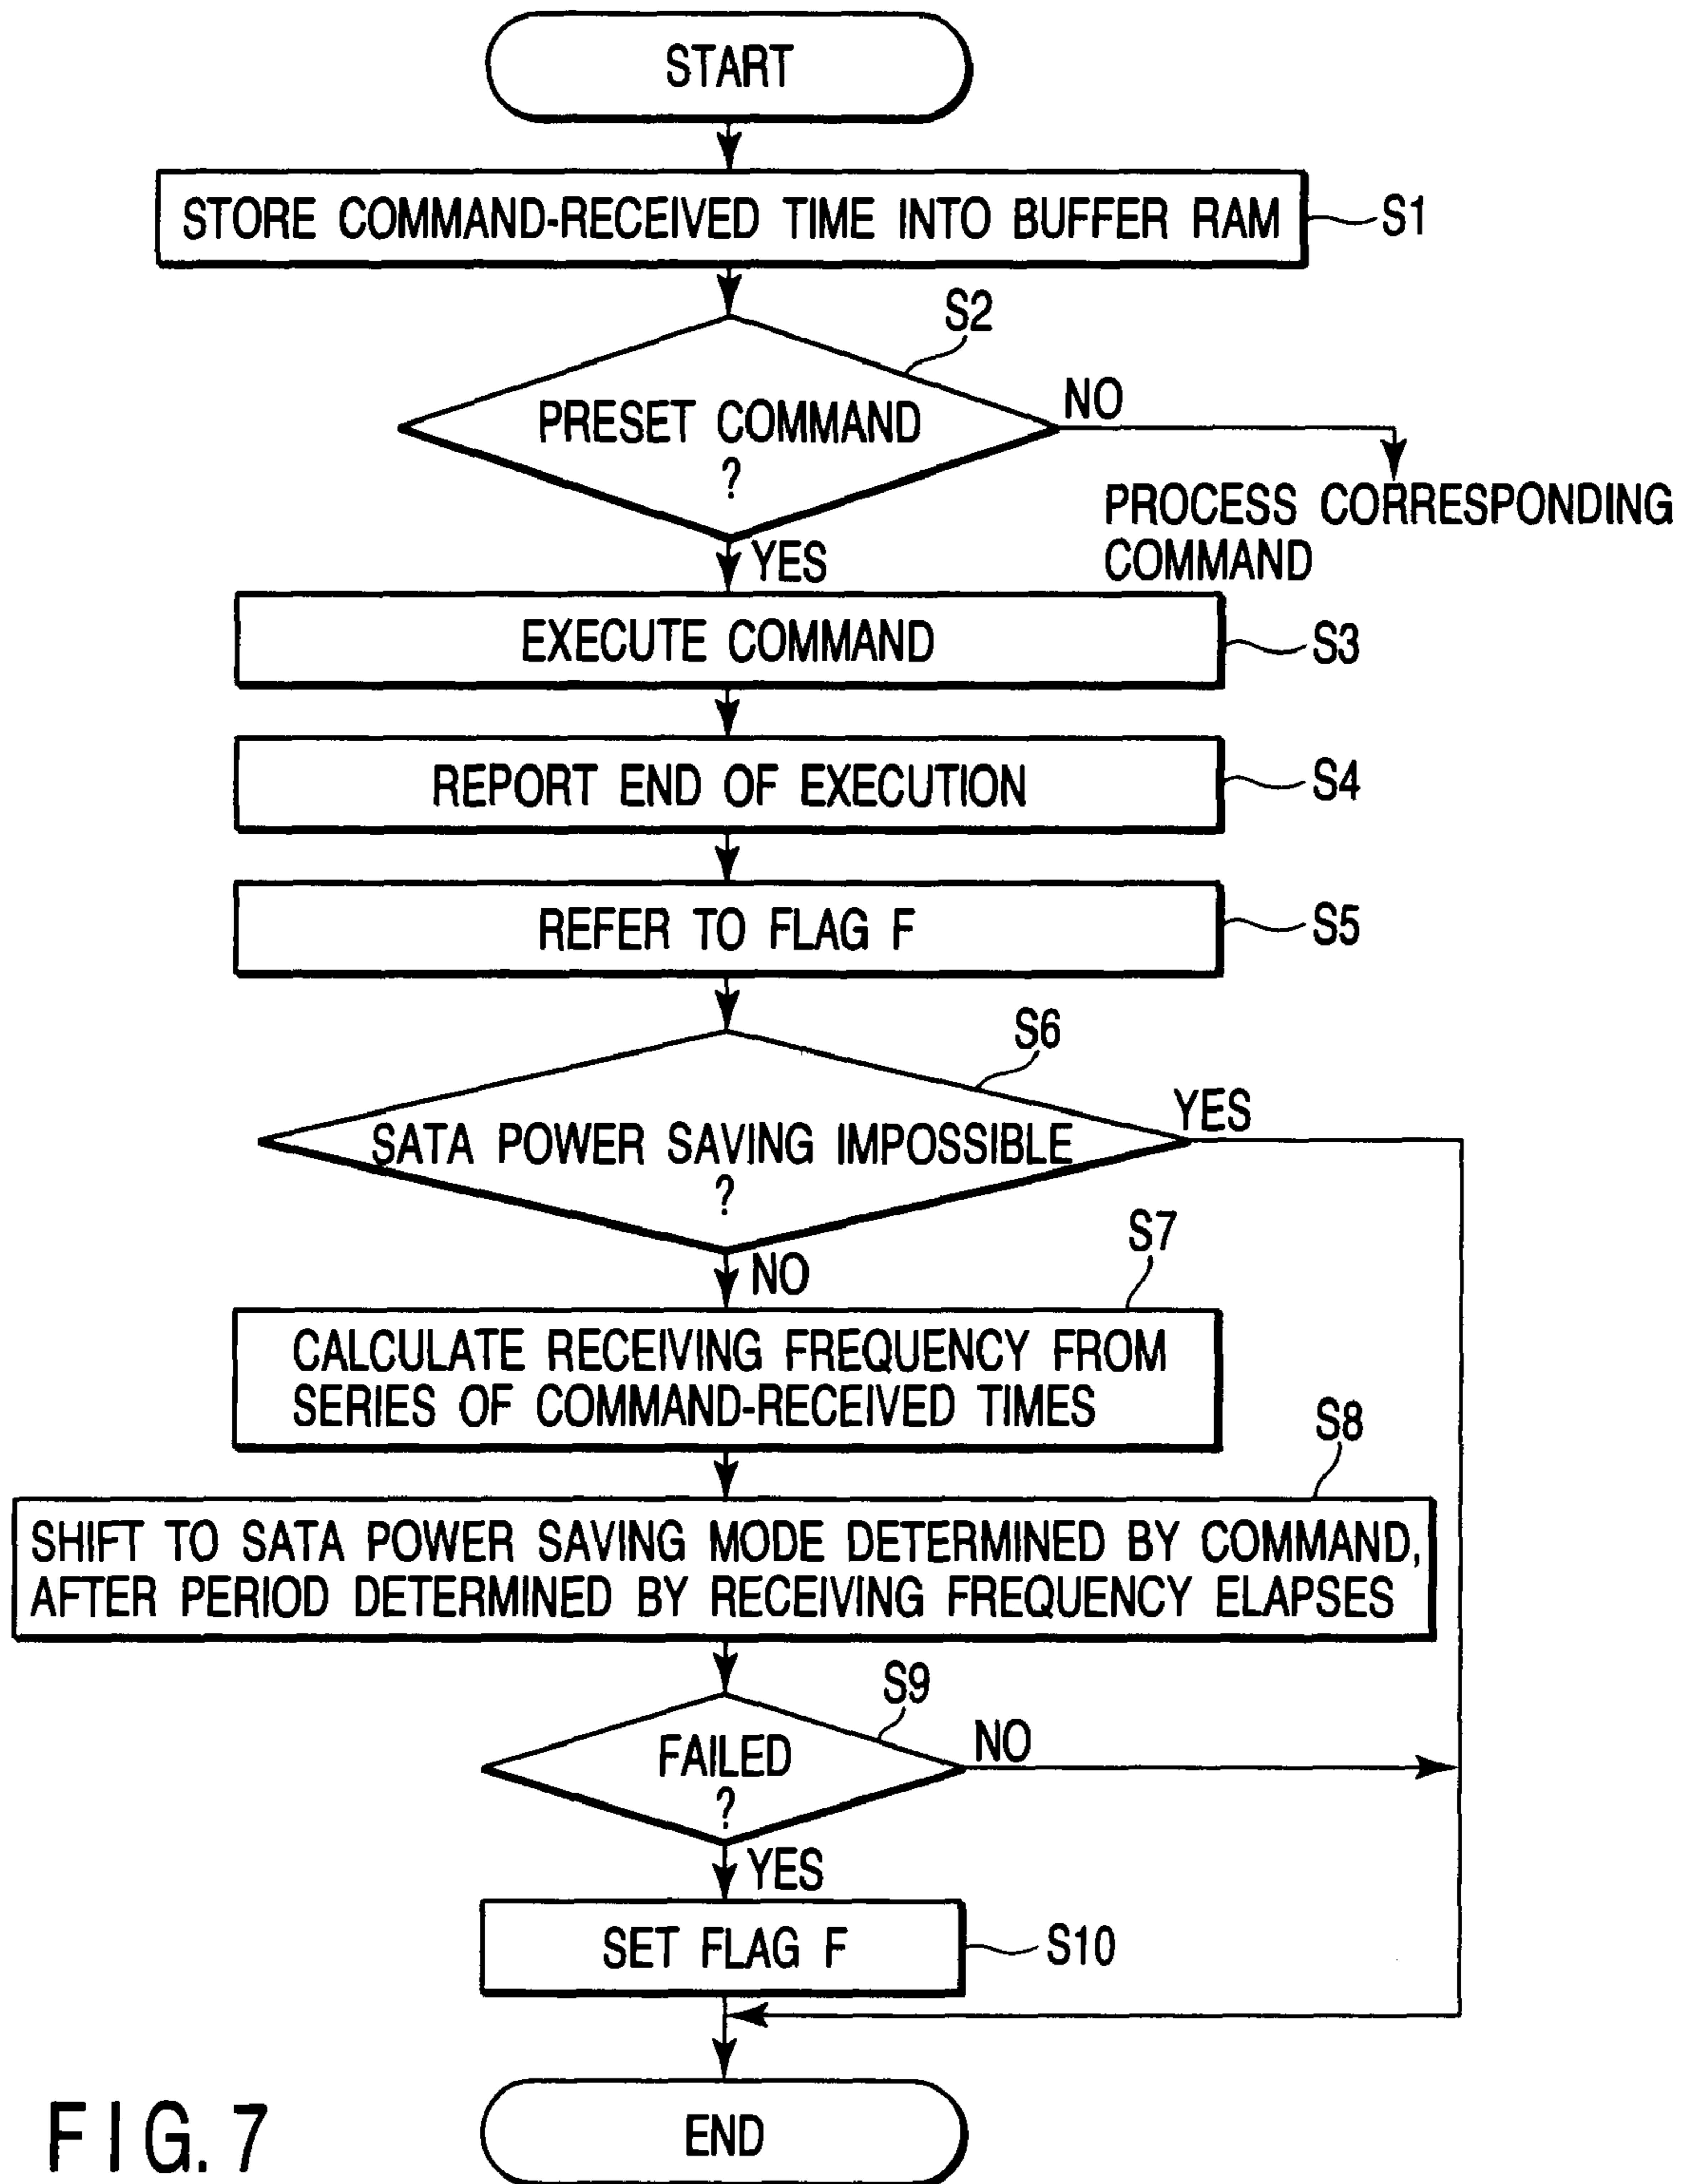 START
STORE COMMAND-RECEIVED TIME INTO BUFFER RAM
S1
S2
PRESET COMMAND
?
NO
PROCESS CORRESPONDING
COMMAND
YES
EXECUTE COMMAND
S3
REPORT END OF EXECUTION
S4
REFER TO FLAG F
S5
S6
SATA POWER SAVING IMPOSSIBLE
?
YES
NO
S7
CALCULATE RECEIVING FREQUENCY FROM
SERIES OF COMMAND-RECEIVED TIMES
S8
SHIFT TO SATA POWER SAVING MODE DETERMINED BY COMMAND,
AFTER PERIOD DETERMINED BY RECEIVING FREQUENCY ELAPSES
S9
FAILED
?
NO
YES
SET FLAG F
S10
END
FIG. 7